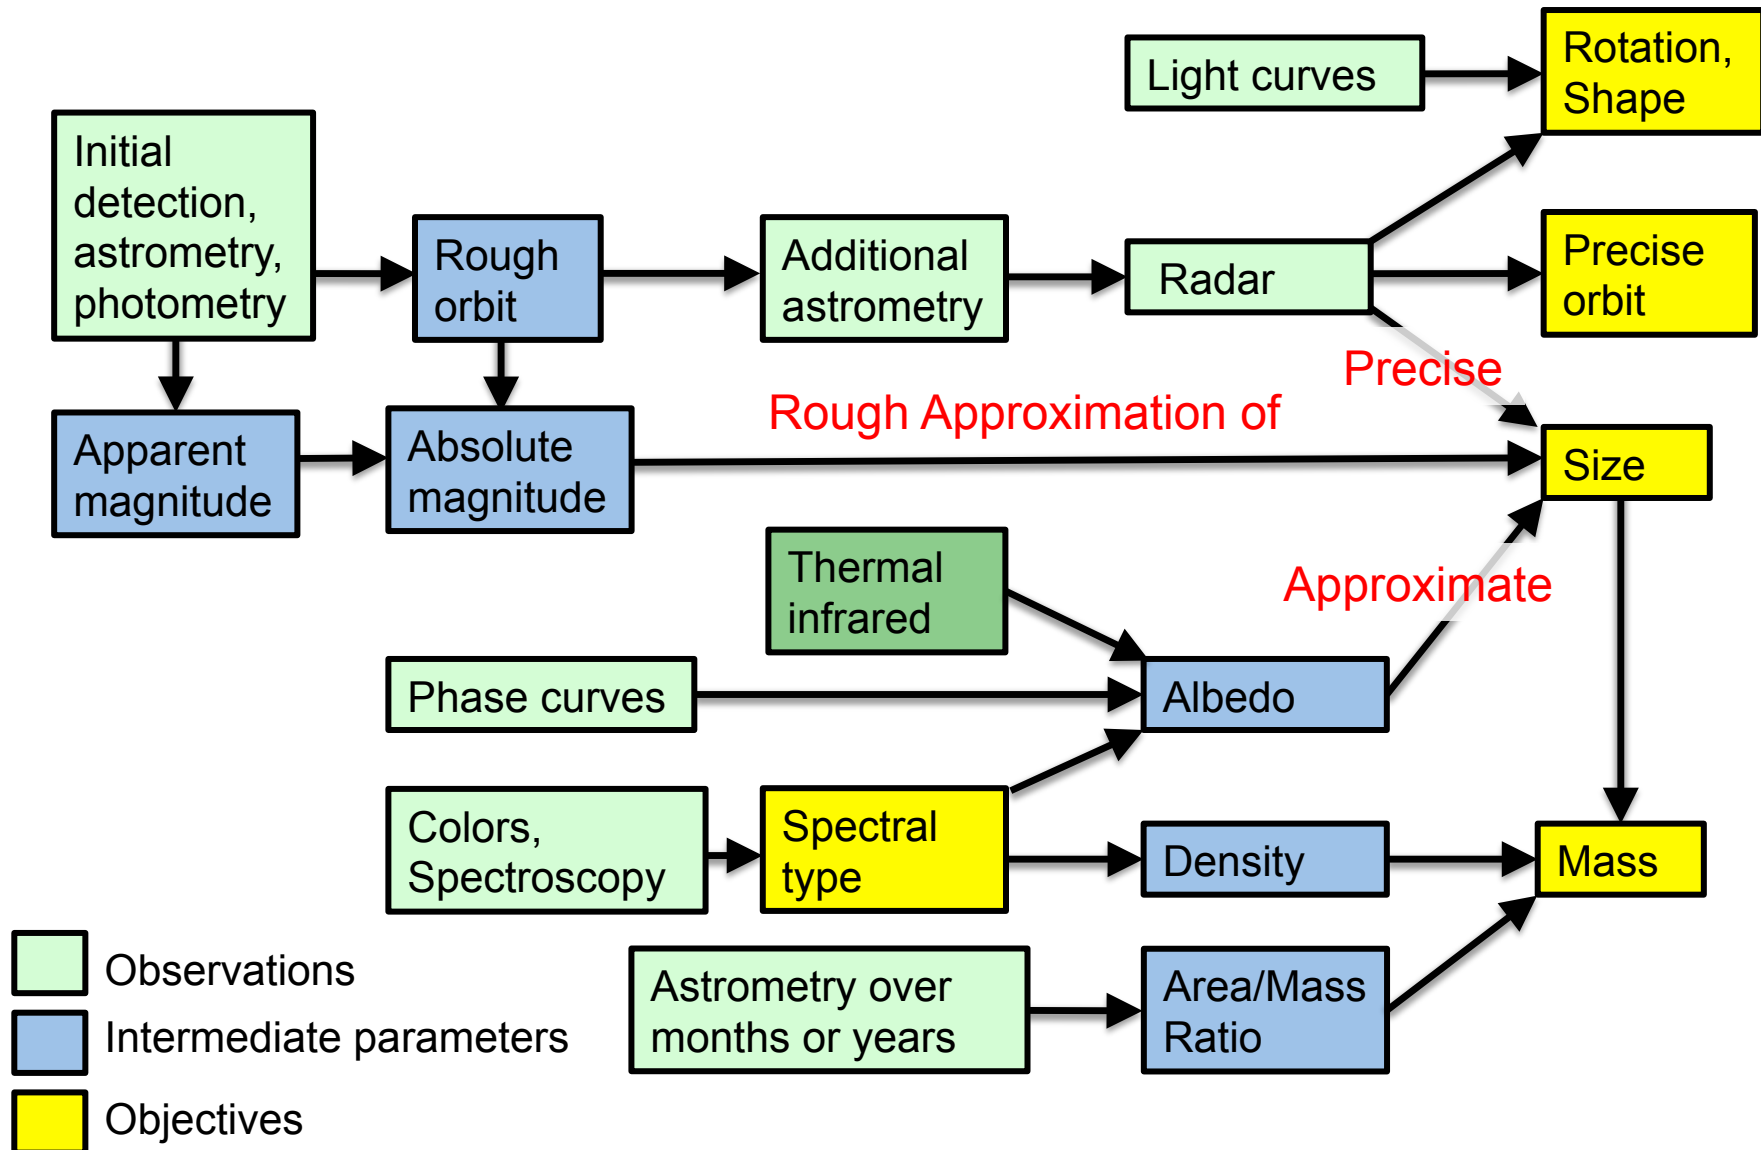 Light curves
Rotation,
Shape
Initial
detection,
astrometry,
photometry
Rough
orbit
Additional
astrometry
Radar
Precise
orbit
Precise
Rough Approximation of
Apparent
magnitude
Absolute
magnitude
Size
Thermal
infrared
Approximate
Phase curves
Albedo
Colors,
Spectroscopy
Spectral
type
Density
Mass
Astrometry over
months or years
Area/Mass
Ratio
Observations
Intermediate parameters
Objectives